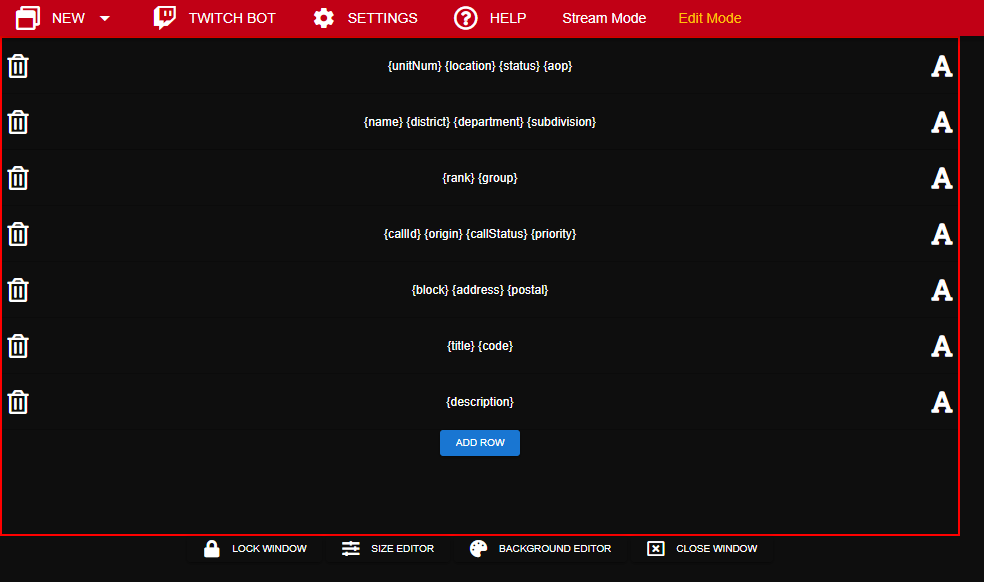 NEW TWITCH BOT SETTINGS HELP Stream Mode Edit Mode
{unitNum} {location} {status} {aop}
{name} {district} {department} {subdivision}
{rank} {group}
{callId} {origin} {callStatus} {priority}
{block} {address} {postal}
{title} {code}
{description}
ADD ROW
LOCK WINDOW SIZE EDITOR BACKGROUND EDITOR CLOSE WINDOW